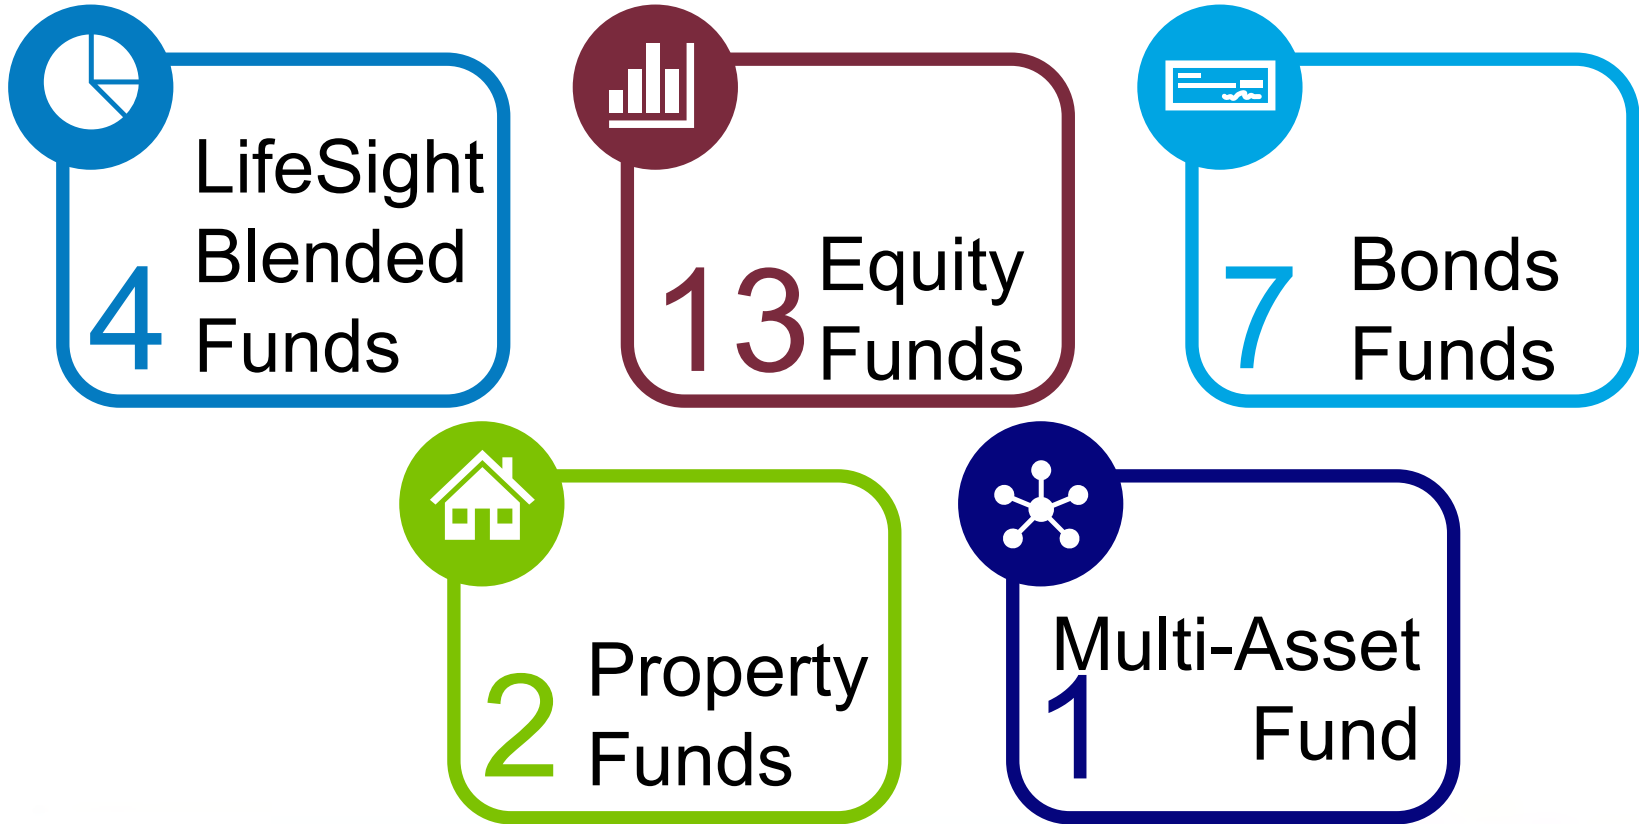 4
LifeSight
Blended
Funds
13
Equity
Funds
7
Bonds
Funds
2
Property
Funds
1
Multi-Asset
Fund